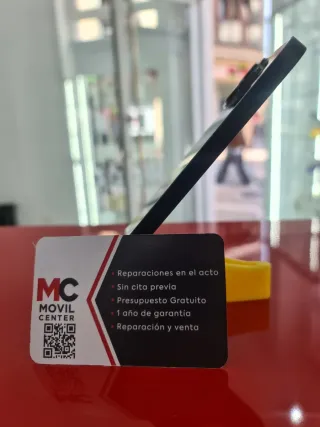 MC
MOVIL
CENTER
· Reparaciones en el acto
· Sin cita previa
· Presupuesto Gratuito
· 1 año de garantía
· Reparación y venta